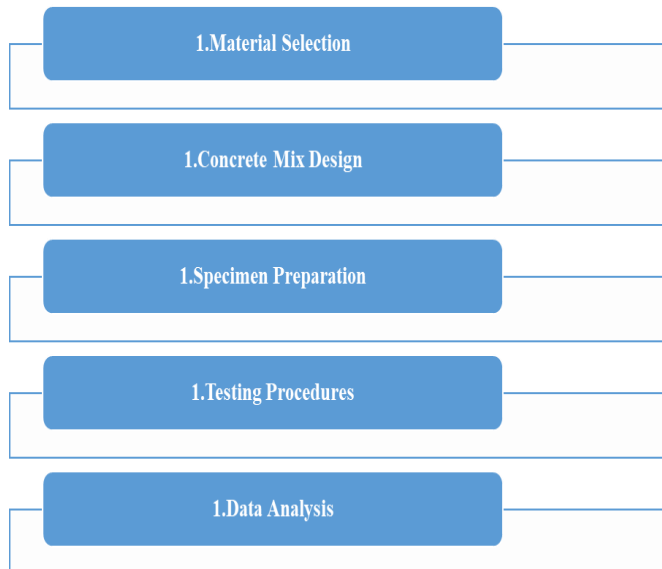 1.Material Selection
1.Concrete Mix Design
1.Specimen Preparation
1.Testing Procedures
1.Data Analysis